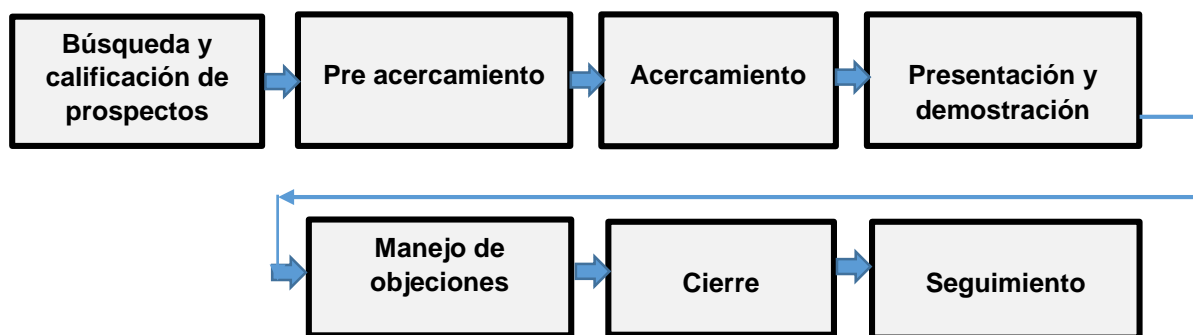 Búsqueda y
calificación de
prospectos
Pre acercamiento
Acercamiento
Presentación y
demostración
Manejo de
objeciones
Cierre
Seguimiento